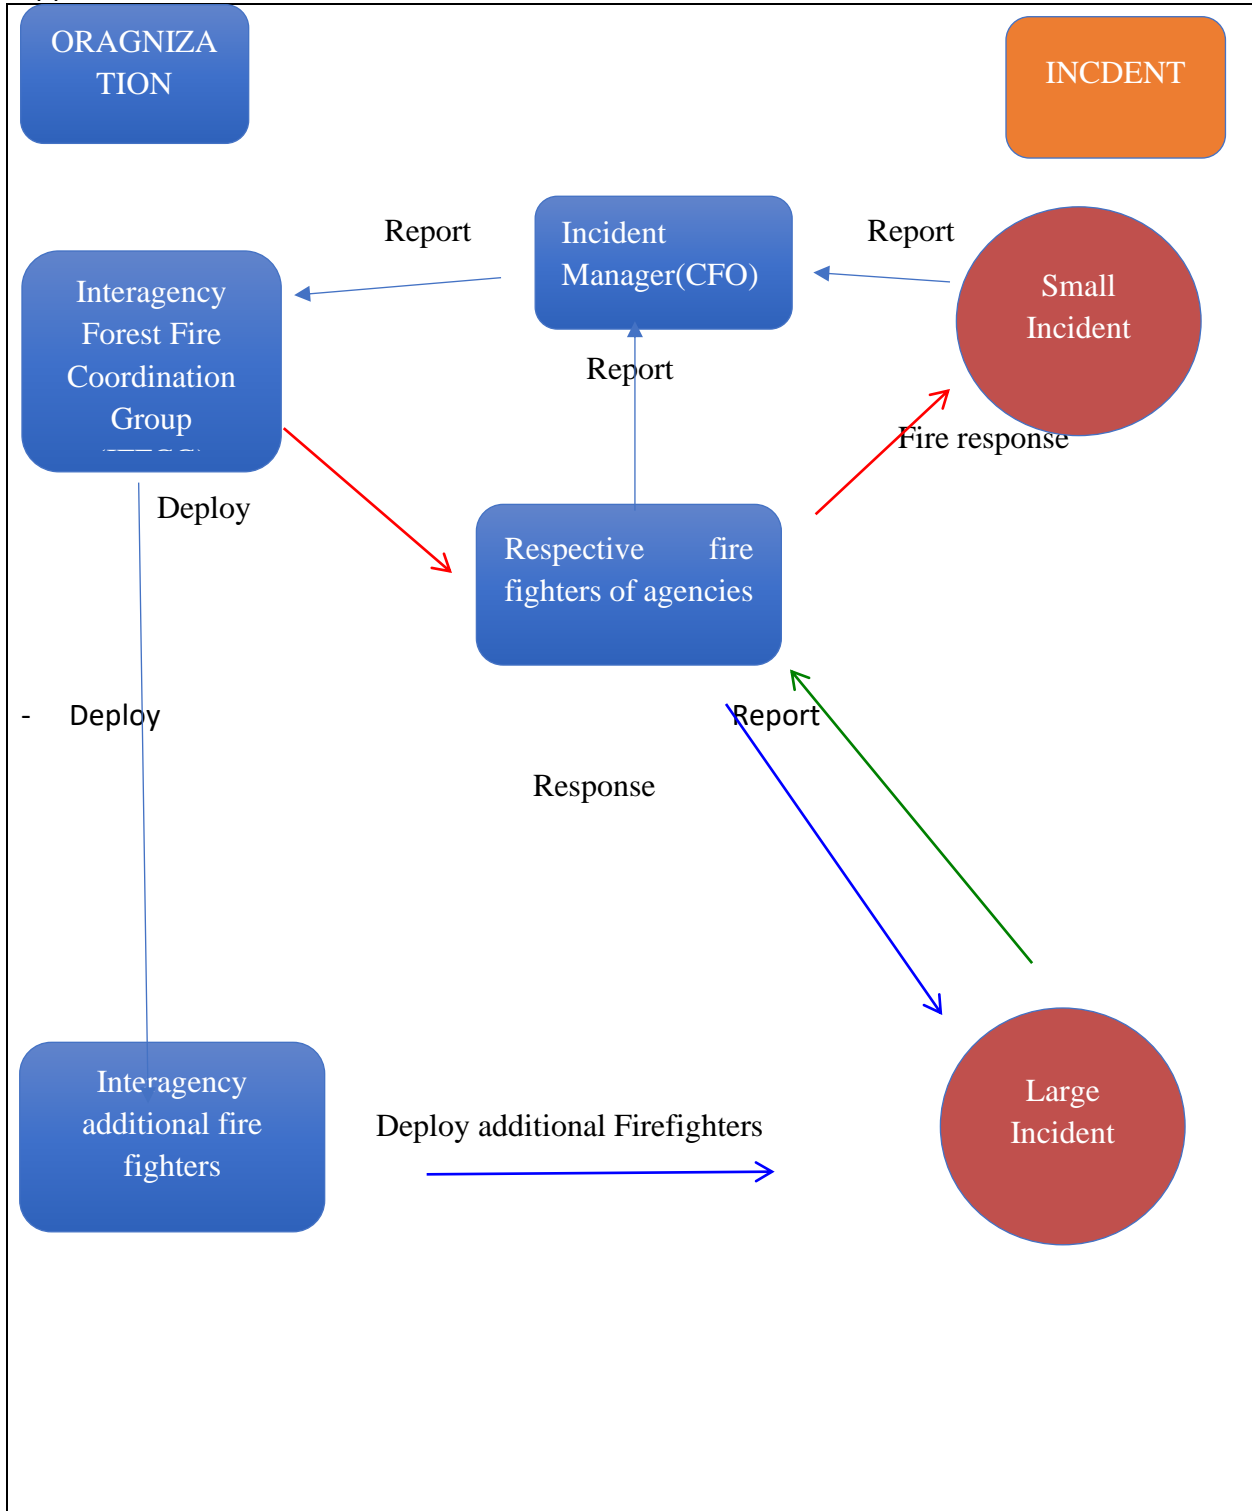 ORAGNIZA
TION
INCDENT
Report
Incident
Manager(CFO)
Report
Small
Incident
Interagency
Forest Fire
Coordination
Group
Report
Fire response
Deploy
Respective fire
fighters of agencies
- Deploy
Report
Response
Interagency
additional fire
fighters
Deploy additional Firefighters
Large
Incident